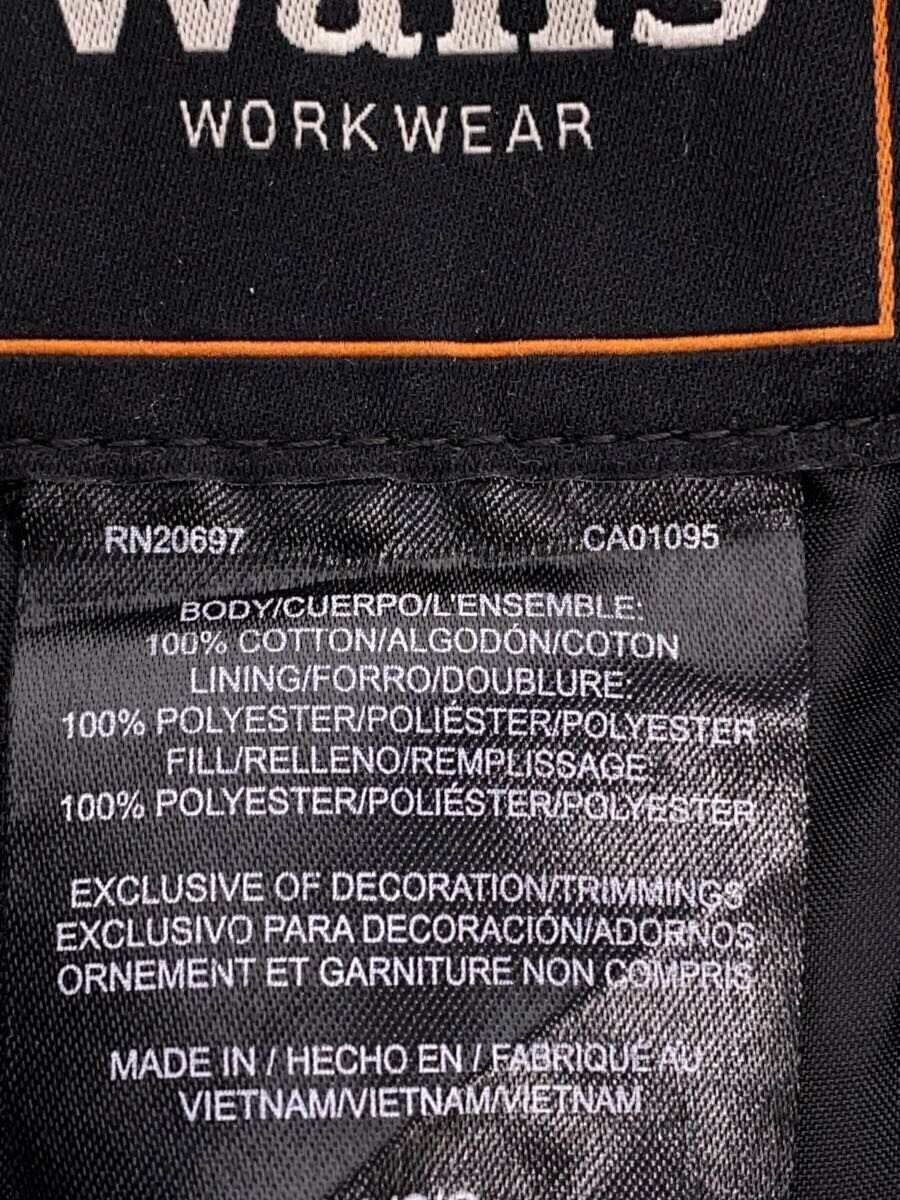 Walls
WORKWEAR
RN20697 CA01095
BODY/CUERPO/L'ENSEMBLE:
100% COTTON/ALGODÓN/COTON
LINING/FORRO/DOUBLURE
100% POLYESTER/POLIÉSTER/POLYESTER
FILL/RELLENO/REMPLISSAGE
100% POLYESTER/POLIÉSTER/POLYESTER
EXCLUSIVE OF DECORATION/TRIMMINGS
EXCLUSIVO PARA DECORACIÓN/ADORNOS
ORNEMENT ET GARNITURE NON COMPRIS
MADE IN / HECHO EN / FABRIQUE AU
VIETNAM/VIETNAM/VIETNAM